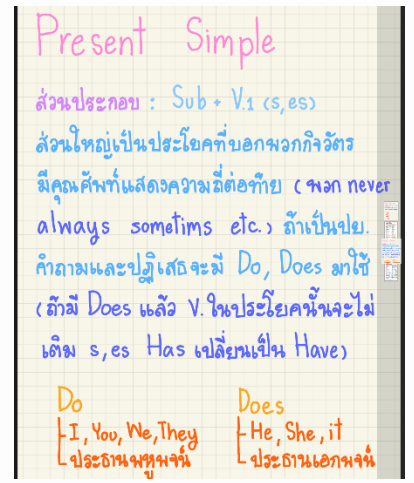 Present Simple
ส่วนประกอบ : Sub + V.1 (s,es)
ส่วนใหญ่เป็นประโยคที่บอกพวกกิจวัตร
มีคุณศัพท์แสดงความถี่ต่อท้าย (พวก never
always somετims etc.) ถ้าเป็นปย.
คำถามและปฏิเสธจะมี Do, Does มาใช้
(ถ้ามี Does แล้ว V. ในประโยคนั้นจะไม่
เติม s,es Has เปลี่ยนเป็น Have)
Do
I, You, We, They
ประธานพหูพจน์
Does
He, She, it
ประธานเอกพจน์